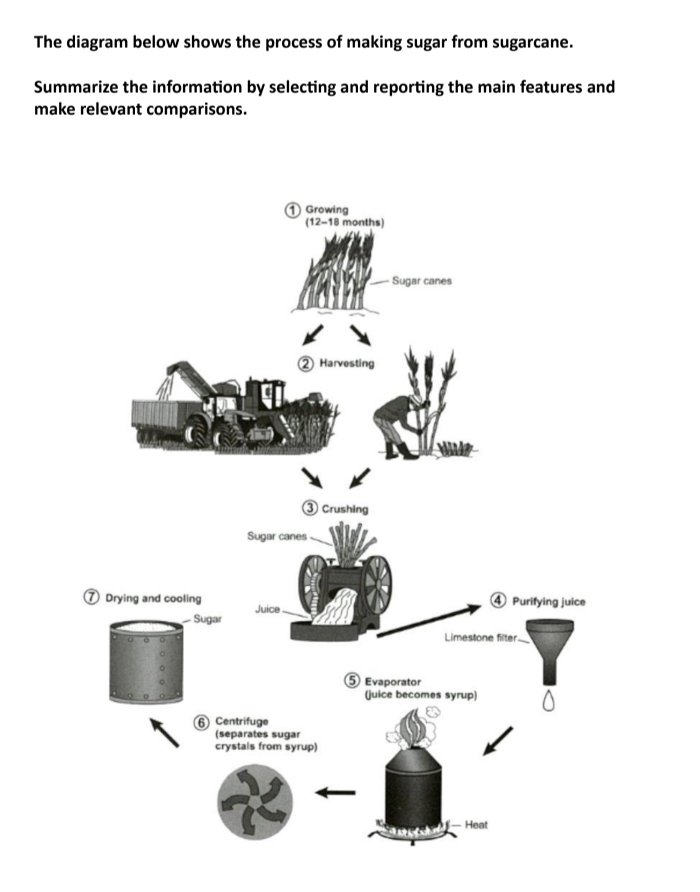 The diagram below shows the process of making sugar from sugarcane.
Summarize the information by selecting and reporting the main features and
make relevant comparisons.
1 Growing
(12–18 months)
Sugar canes
2 Harvesting
3 Crushing
Sugar canes
Juice
4 Purifying juice
Limestone filter
5 Evaporator
(juice becomes syrup)
Heat
6 Centrifuge
(separates sugar
crystals from syrup)
7 Drying and cooling
Sugar